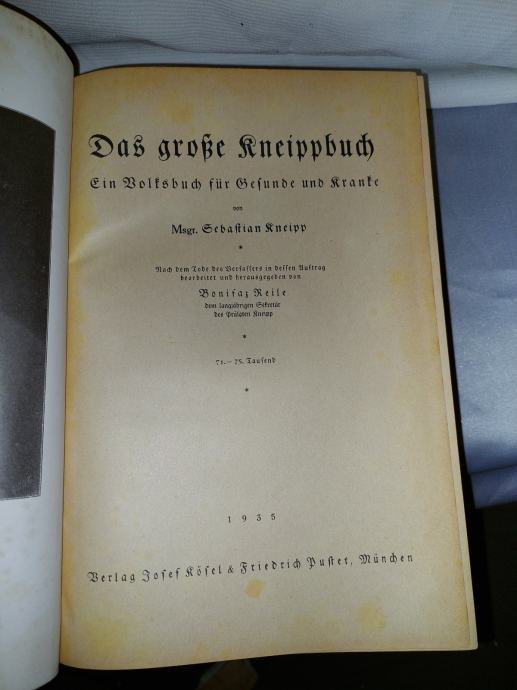 Das große Kneippbuch
Ein Volksbuch für Gesunde und Kranke
von
Msgr. Sebastian Kneipp
*
Nach dem Tode des Verfassers in dessen Auftrag
bearbeitet und herausgegeben von
Bonifaz Reile
dem langjährigen Sekretär
des Prälaten Kneipp
*
71.–75. Tausend
*
1935
Verlag Josef Kösel & Friedrich Pustet, München